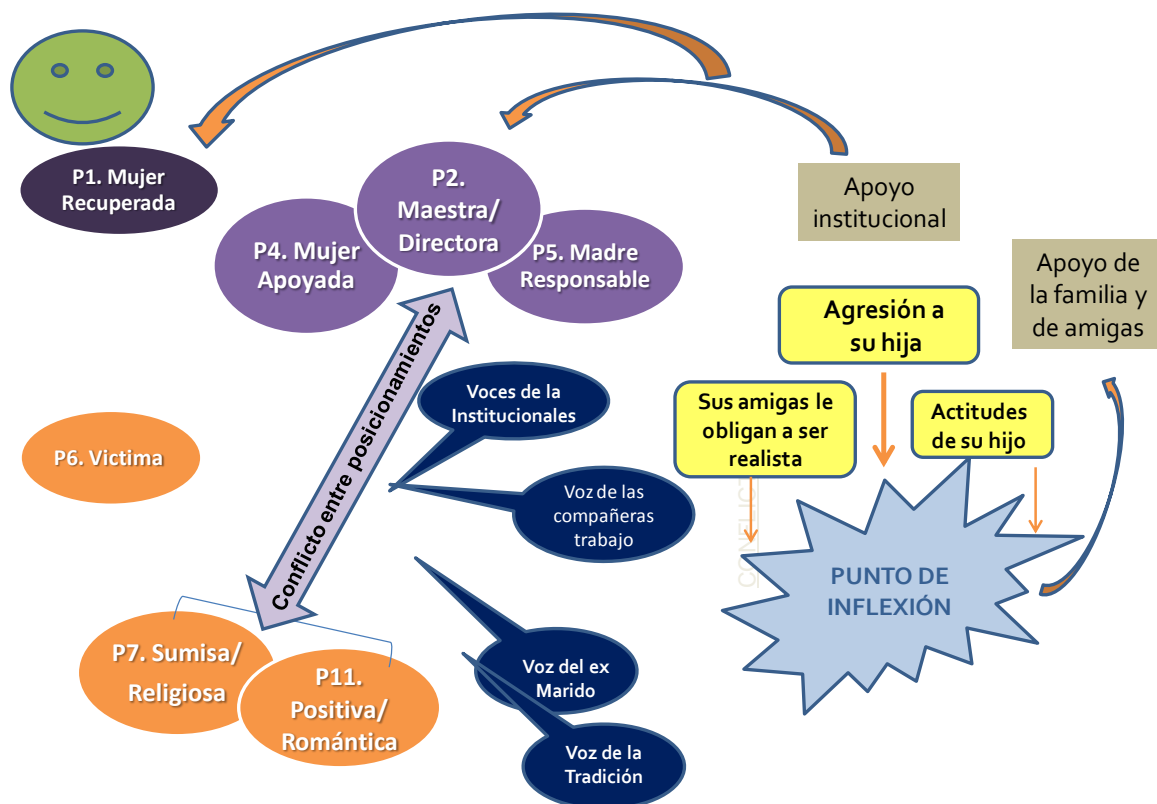 P1. Mujer
Recuperada
P2.
Maestra/
Directora
P4. Mujer
Apoyada
P5. Madre
Responsable
Apoyo
institucional
Apoyo de
la familia y
de amigas
Agresión a
su hija
Sus amigas le
obligan a ser
realista
Actitudes
de su hijo
Conflicto entre posicionamientos
Voces de la
Institucionales
P6. Victima
Voz de las
compañeras
trabajo
PUNTO DE
INFLEXIÓN
P7. Sumisa/
Religiosa
P11.
Positiva/
Romántica
Voz del ex
Marido
Voz de la
Tradición